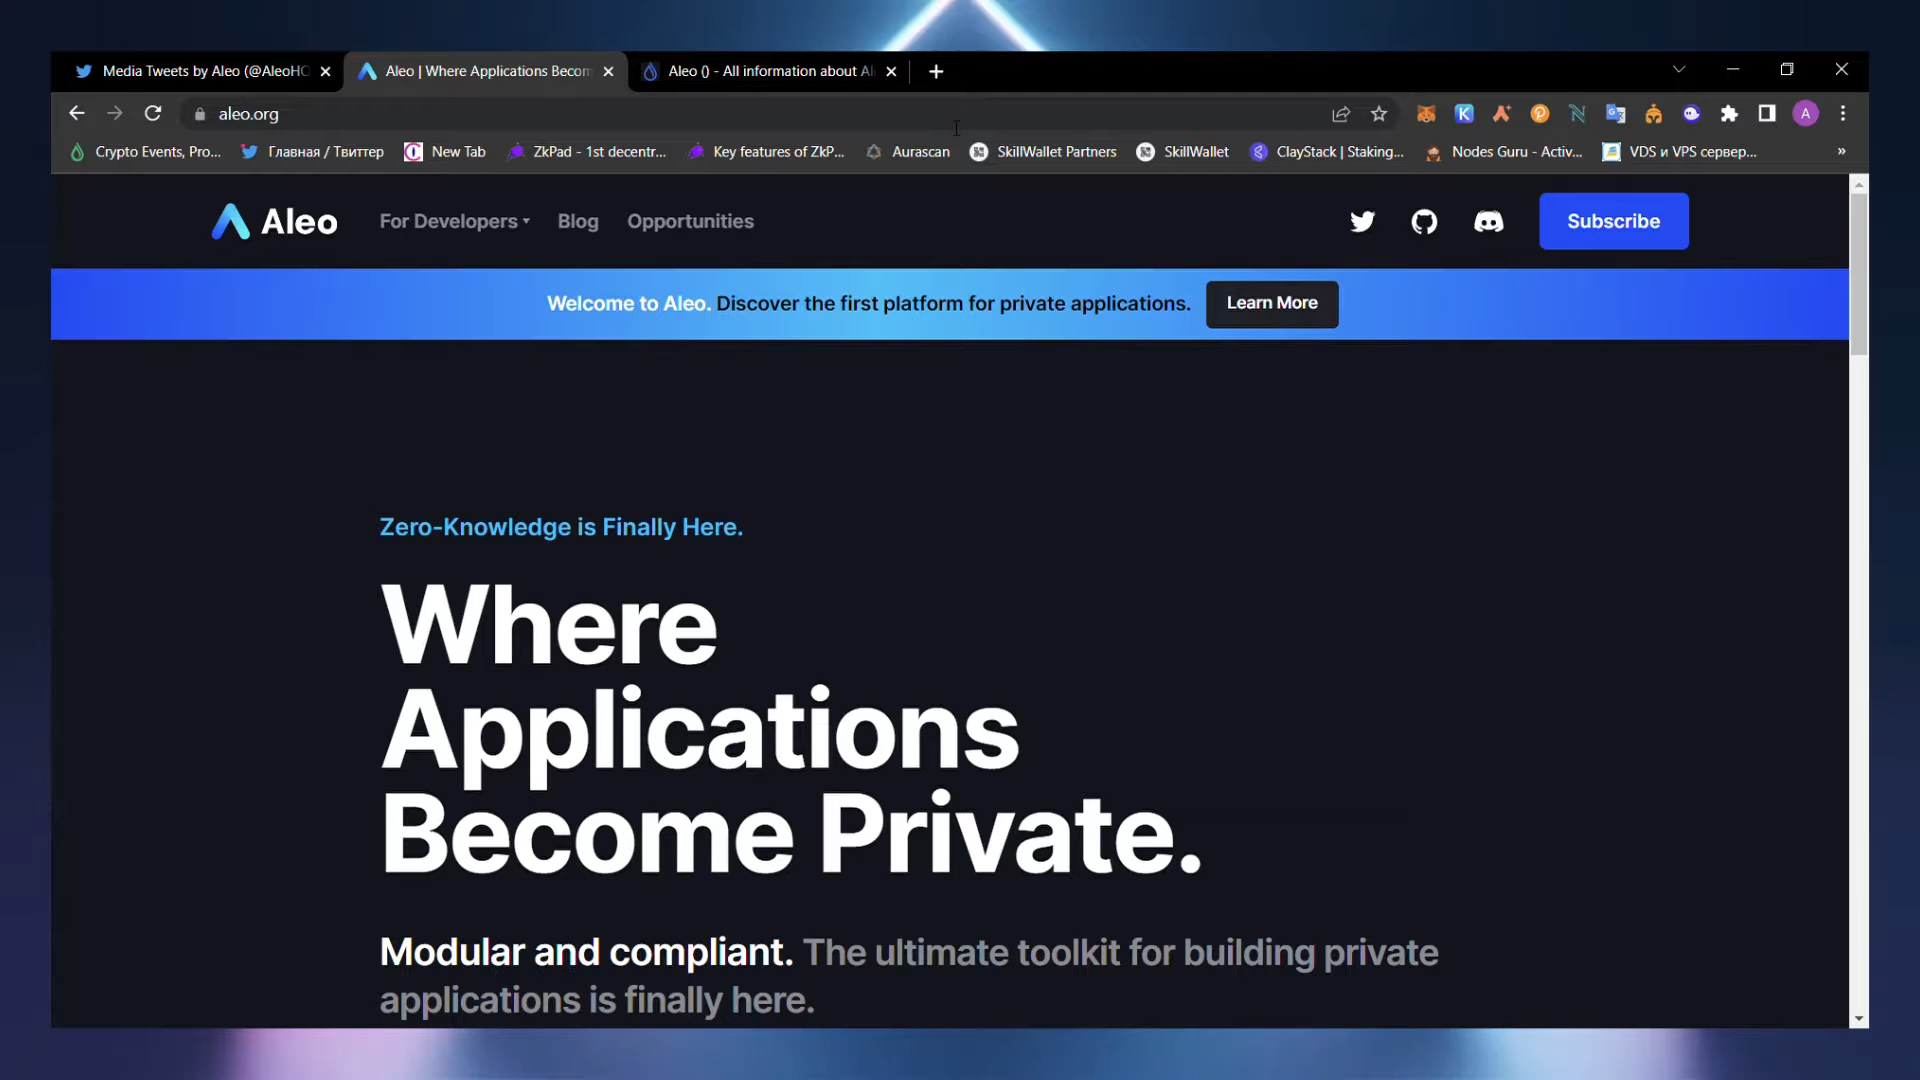 Media Tweets by Aleo (@AleoHC
Aleo | Where Applications Becom
Aleo () - All information about Al
aleo.org
K
A
Crypto Events, Pro...
Главная / Твиттер
New Tab
ZkPad - 1st decentr...
Key features of ZkP...
Aurascan
SkillWallet Partners
SkillWallet
ClayStack | Staking...
Nodes Guru - Activ...
VDS и VPS сервер...
»
Aleo
For Developers
Blog
Opportunities
Subscribe
Welcome to Aleo. Discover the first platform for private applications.
Learn More
Zero-Knowledge is Finally Here.
Where
Applications
Become Private.
Modular and compliant. The ultimate toolkit for building private
applications is finally here.